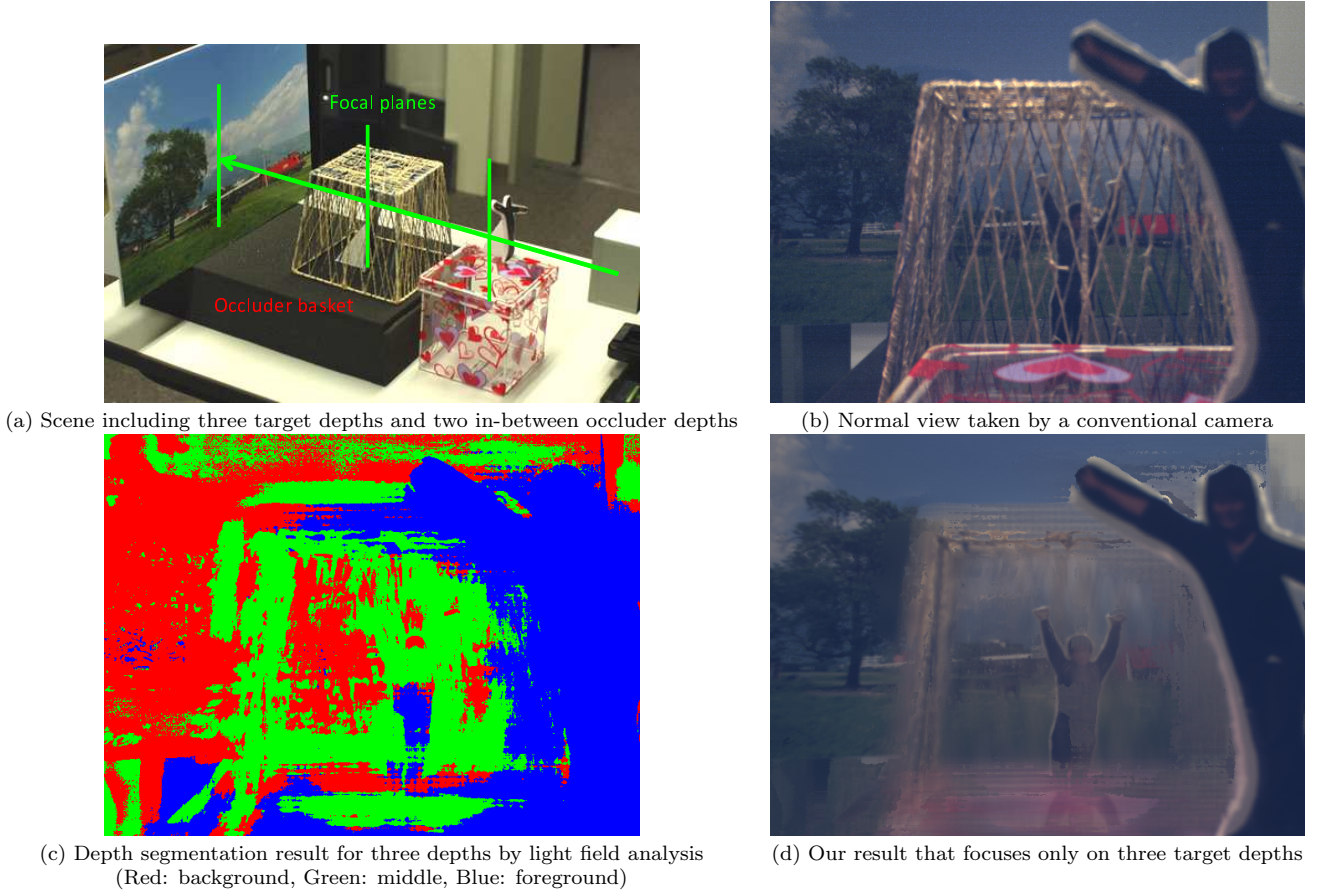 Focal planes
Occluder basket
(a) Scene including three target depths and two in-between occluder depths
(b) Normal view taken by a conventional camera
(c) Depth segmentation result for three depths by light field analysis
(Red: background, Green: middle, Blue: foreground)
(d) Our result that focuses only on three target depths